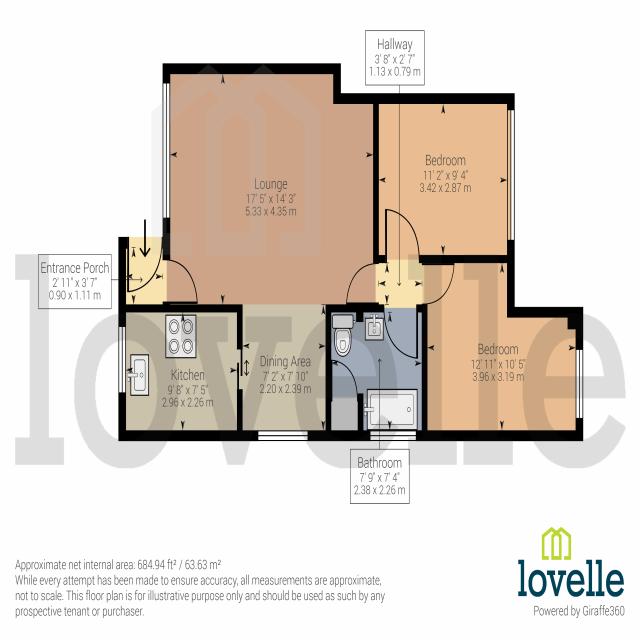 Hallway
3' 8" x 2' 7"
1.13 x 0.79 m
Bedroom
11' 2" x 9' 4"
3.42 x 2.87 m
Lounge
17' 5" x 14' 3"
5.33 x 4.35 m
Entrance Porch
2' 11" x 3' 7"
0.90 x 1.11 m
Kitchen
9' 8" x 7' 5"
2.96 x 2.26 m
Dining Area
7' 2" x 7' 10"
2.20 x 2.39 m
Bedroom
12' 11" x 10' 5"
3.96 x 3.19 m
Bathroom
7' 9" x 7' 4"
2.38 x 2.26 m
lovelle
Approximate net internal area: 684.94 ft² / 63.63 m²
While every attempt has been made to ensure accuracy, all measurements are approximate,
not to scale. This floor plan is for illustrative purpose only and should be used as such by any
prospective tenant or purchaser.
lovelle
Powered by Giraffe360